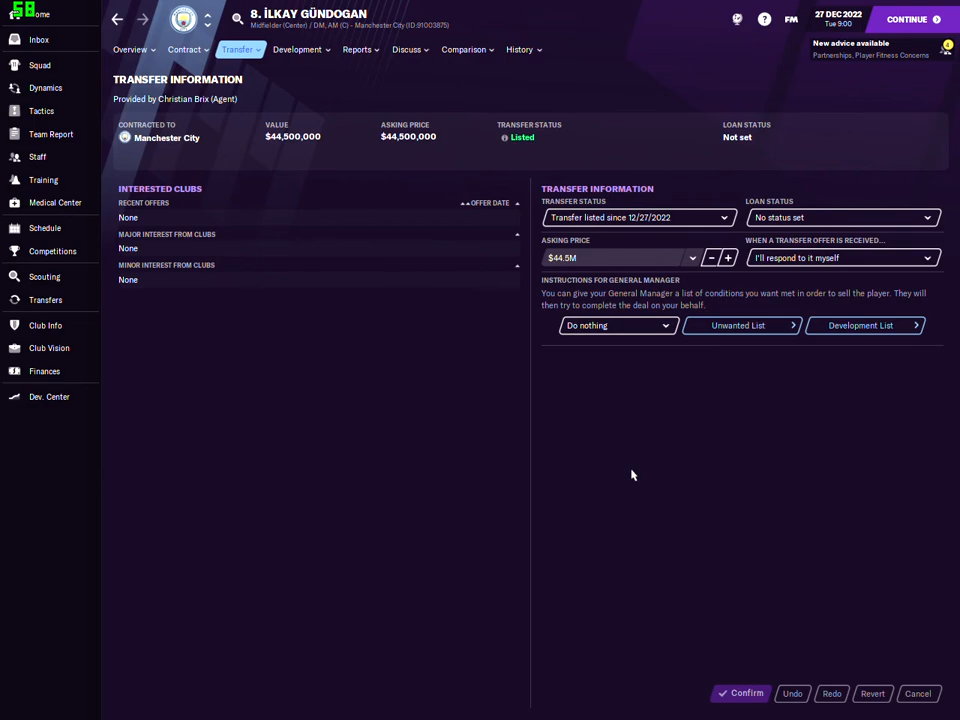 58
ome
Inbox
Squad
Dynamics
Tactics
Team Report
Staff
Training
Medical Center
Schedule
Competitions
Scouting
Transfers
Club Info
Club Vision
Finances
Dev. Center
8. İLKAY GÜNDOGAN
Midfielder (Center) / DM, AM (C) - Manchester City (ID:91003875)
FM
27 DEC 2022
Tue 9:00
CONTINUE
New advice available
Partnerships, Player Fitness Concerns
4
Overview
Contract
Transfer
Development
Reports
Discuss
Comparison
History
TRANSFER INFORMATION
Provided by Christian Brix (Agent)
CONTRACTED TO
Manchester City
VALUE
$44,500,000
ASKING PRICE
$44,500,000
TRANSFER STATUS
Listed
LOAN STATUS
Not set
INTERESTED CLUBS
RECENT OFFERS
OFFER DATE
None
MAJOR INTEREST FROM CLUBS
None
MINOR INTEREST FROM CLUBS
None
TRANSFER INFORMATION
TRANSFER STATUS
Transfer listed since 12/27/2022
LOAN STATUS
No status set
ASKING PRICE
$44.5M
WHEN A TRANSFER OFFER IS RECEIVED...
I'll respond to it myself
INSTRUCTIONS FOR GENERAL MANAGER
You can give your General Manager a list of conditions you want met in order to sell the player. They will
then try to complete the deal on your behalf.
Do nothing
Unwanted List
Development List
Confirm
Undo
Redo
Revert
Cancel